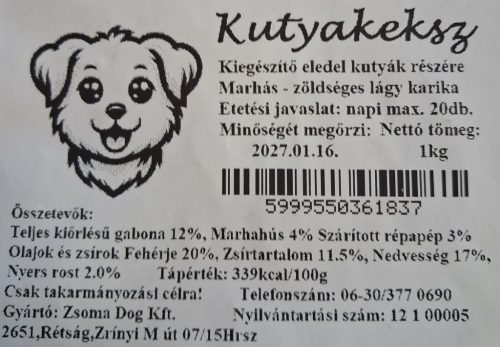 Kutyakeksz
Kiegészítő eledel kutyák részére
Marhás - zöldséges lágy karika
Etetési javaslat: napi max. 20db.
Minőségét megőrzi: Nettó tömeg:
2027.01.16. 1kg
5999550361837
Összetevők:
Teljes kiőrlésű gabona 12%, Marhahús 4% Szárított répapép 3%
Olajok és zsírok Fehérje 20%, Zsírtartalom 11.5%, Nedvesség 17%,
Nyers rost 2.0% Tápérték: 339kcal/100g
Csak takarmányozási célra! Telefonszám: 06-30/377 0690
Gyártó: Zsoma Dog Kft. Nyilvántartási szám: 12 1 00005
2651,Rétság,Zrínyi M út 07/15Hrsz